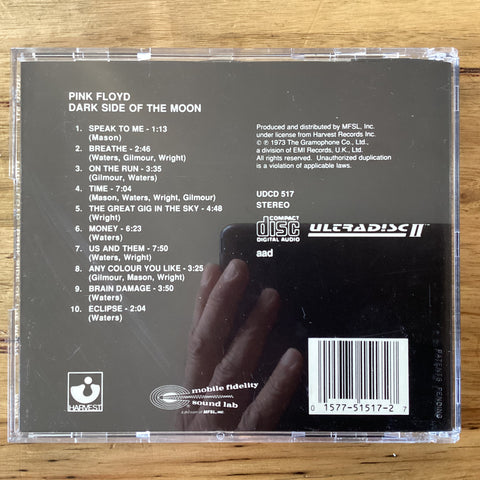 PINK FLOYD
DARK SIDE OF THE MOON
1. SPEAK TO ME - 1:13
(Mason)
2. BREATHE - 2:46
(Waters, Gilmour, Wright)
3. ON THE RUN - 3:35
(Gilmour, Waters)
4. TIME - 7:04
(Mason, Waters, Wright, Gilmour)
5. THE GREAT GIG IN THE SKY - 4:48
(Wright)
6. MONEY - 6:23
(Waters)
7. US AND THEM - 7:50
(Waters, Wright)
8. ANY COLOUR YOU LIKE - 3:25
(Gilmour, Mason, Wright)
9. BRAIN DAMAGE - 3:50
(Waters)
10. ECLIPSE - 2:04
(Waters)
Produced and distributed by MFSL, Inc.
under license from Harvest Records Inc.
© ℗ 1973 The Gramophone Co., Ltd.,
a division of EMI Records, U.K., Ltd.
All rights reserved. Unauthorized duplication
is a violation of applicable laws.
UDCD 517
STEREO
COMPACT
disc
DIGITAL AUDIO
ULTRADISC II™
aad
HARVEST
mobile fidelity
sound lab
a division of MFSL, inc.
0 1577-51517-2 7
PATENTS PENDING